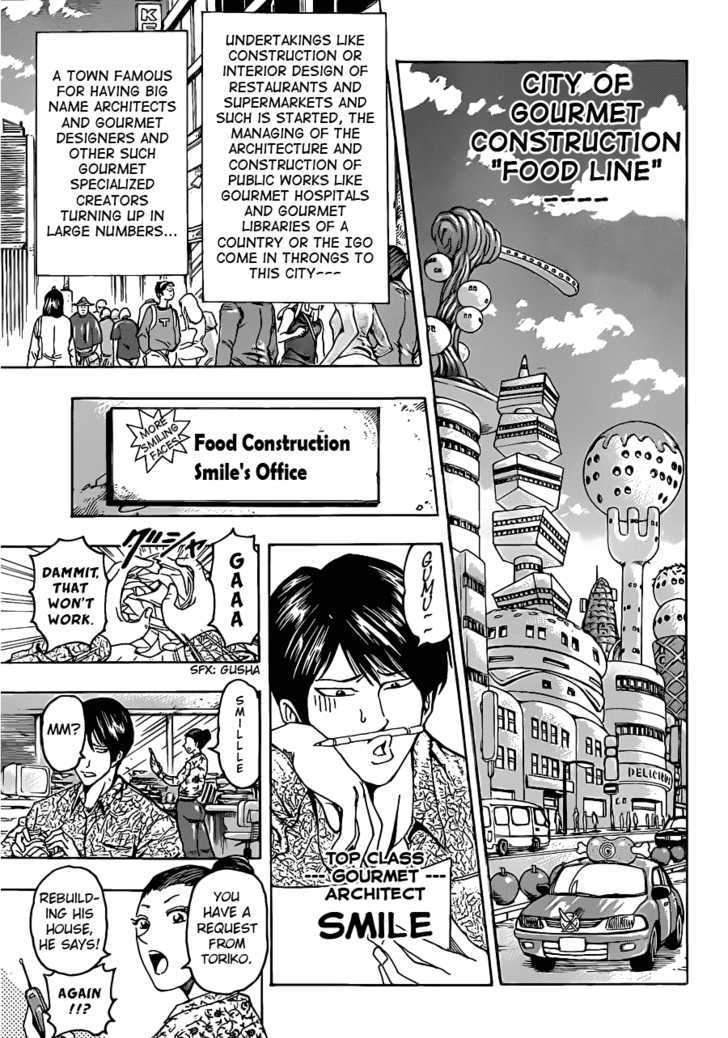 CITY OF
GOURMET
CONSTRUCTION
"FOOD LINE"
----
UNDERTAKINGS LIKE
CONSTRUCTION OR
INTERIOR DESIGN OF
RESTAURANTS AND
SUPERMARKETS AND
SUCH IS STARTED, THE
MANAGING OF THE
ARCHITECTURE AND
CONSTRUCTION OF
PUBLIC WORKS LIKE
GOURMET HOSPITALS
AND GOURMET
LIBRARIES OF A
COUNTRY OR THE IGO
COME IN THRONGS TO
THIS CITY---
A TOWN FAMOUS
FOR HAVING BIG
NAME ARCHITECTS
AND GOURMET
DESIGNERS AND
OTHER SUCH
GOURMET
SPECIALIZED
CREATORS
TURNING UP IN
LARGE NUMBERS...
T
DELICIOUS
MORE
SMILING
FACES
Food Construction
Smile's Office
GUMU~
TOP CLASS
--- GOURMET ---
ARCHITECT
SMILE
GAAA
グシャ
DAMMIT,
THAT
WON'T
WORK.
SFX: GUSHA
SMILLLE
MM?
YOU
HAVE A
REQUEST
FROM
TORIKO.
REBUILD-
ING HIS
HOUSE,
HE SAYS!
AGAIN
!!?